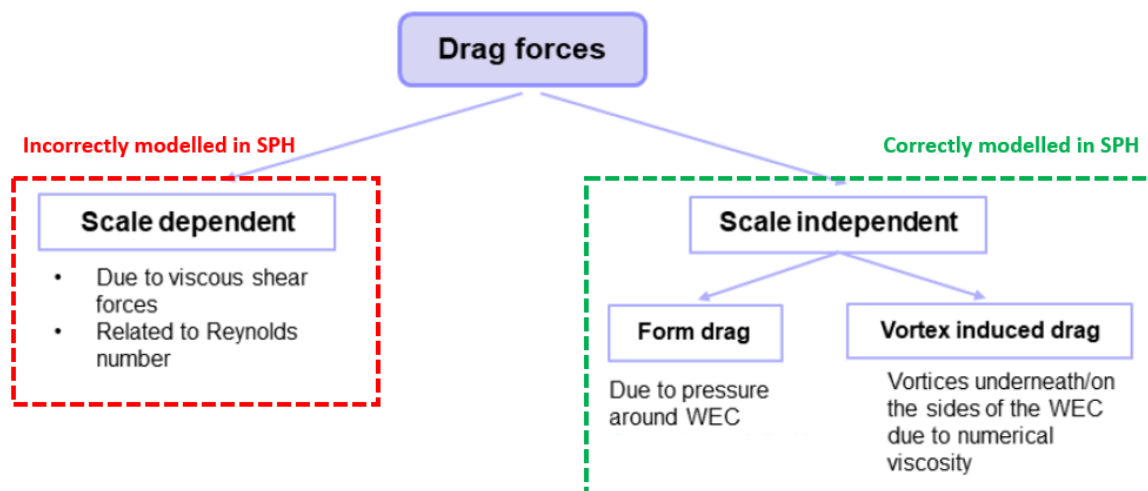 Drag forces
Incorrectly modelled in SPH
Correctly modelled in SPH
Scale dependent
• Due to viscous shear
forces
• Related to Reynolds
number
Scale independent
Form drag
Due to pressure
around WEC
Vortex induced drag
Vortices underneath/on
the sides of the WEC
due to numerical
viscosity